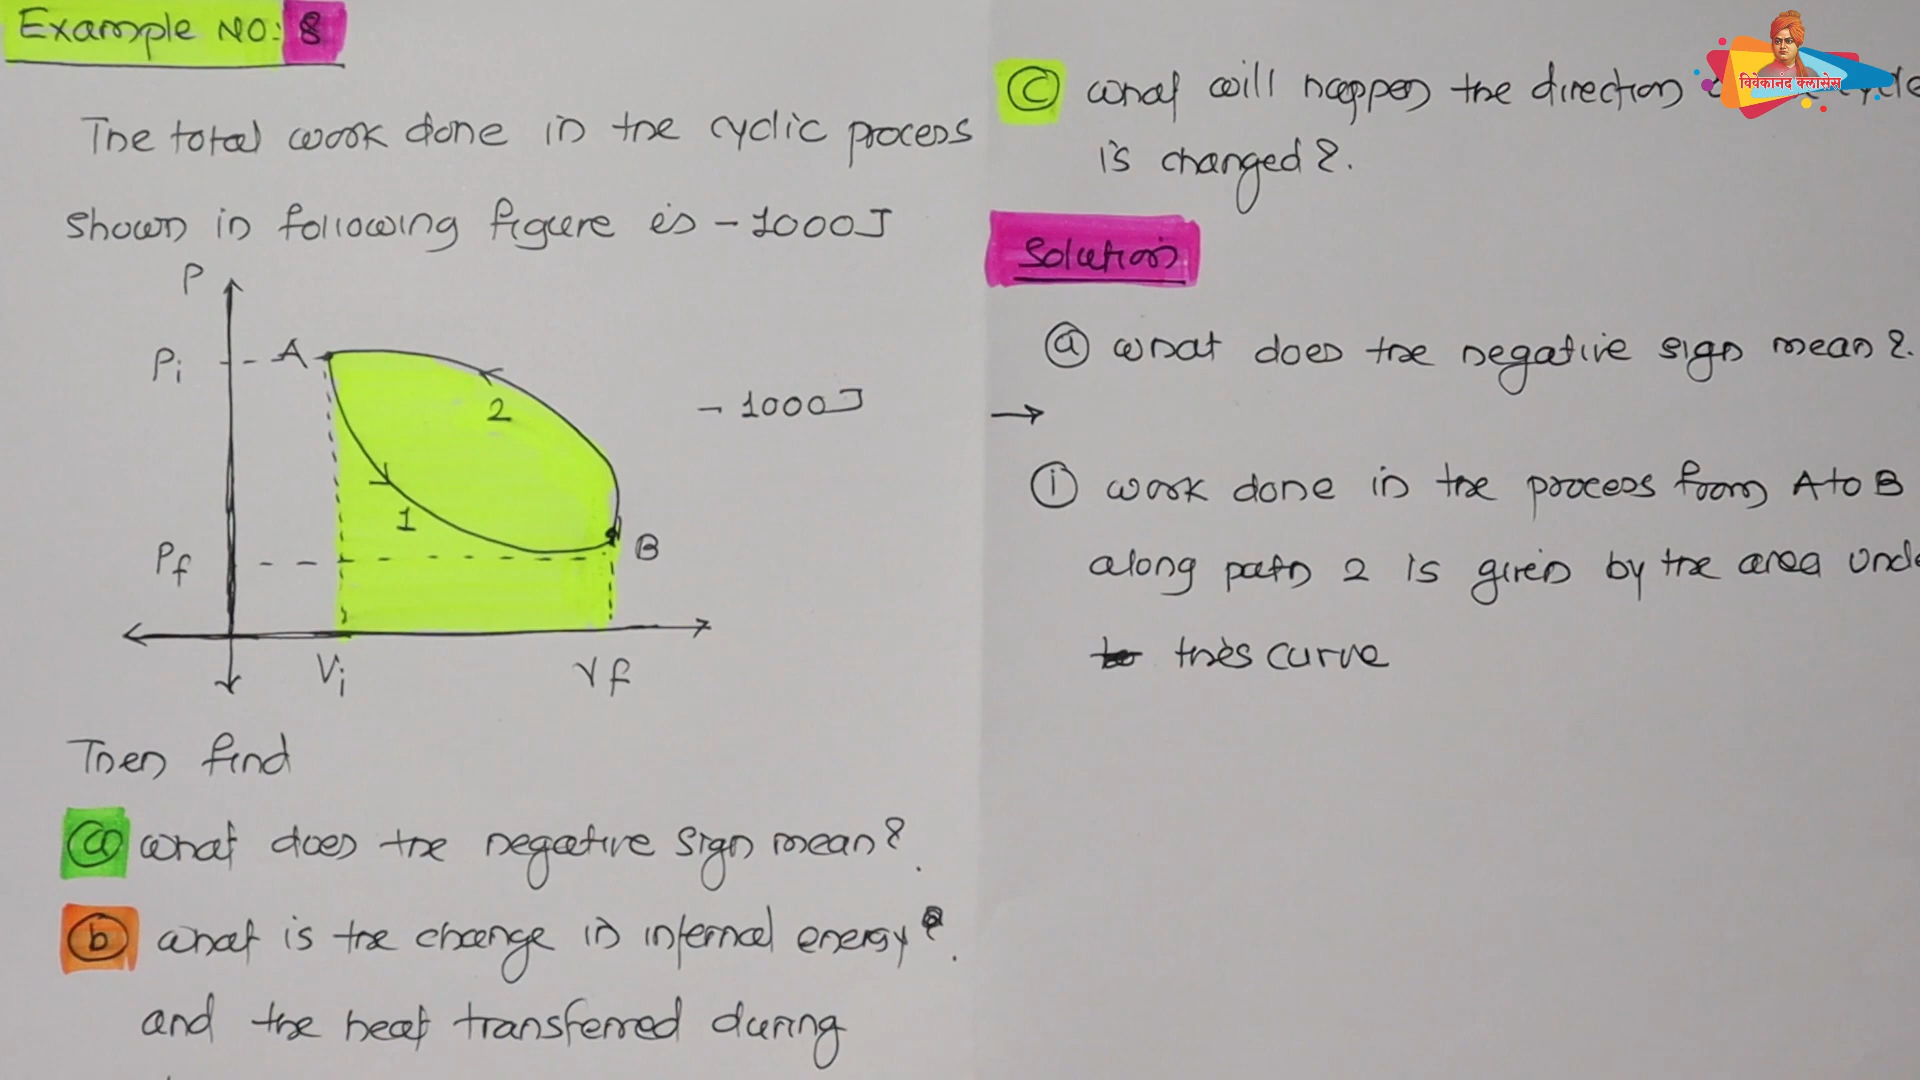 Example NO: 8
The total work done in the cyclic process
shown in following figure is - 1000J
P
Pi
A
2
1
- 1000J
Pf
B
Vi
Vf
Then find
a what does the negative sign mean?.
b what is the change in internal energy?.
and the heat transferred during
c what will happen the direction
is changed?.
विवेकानंद क्लासेस
Solution
a what does the negative sign mean?.
→
i work done in the process from A to B
along path 2 is given by the area
this curve